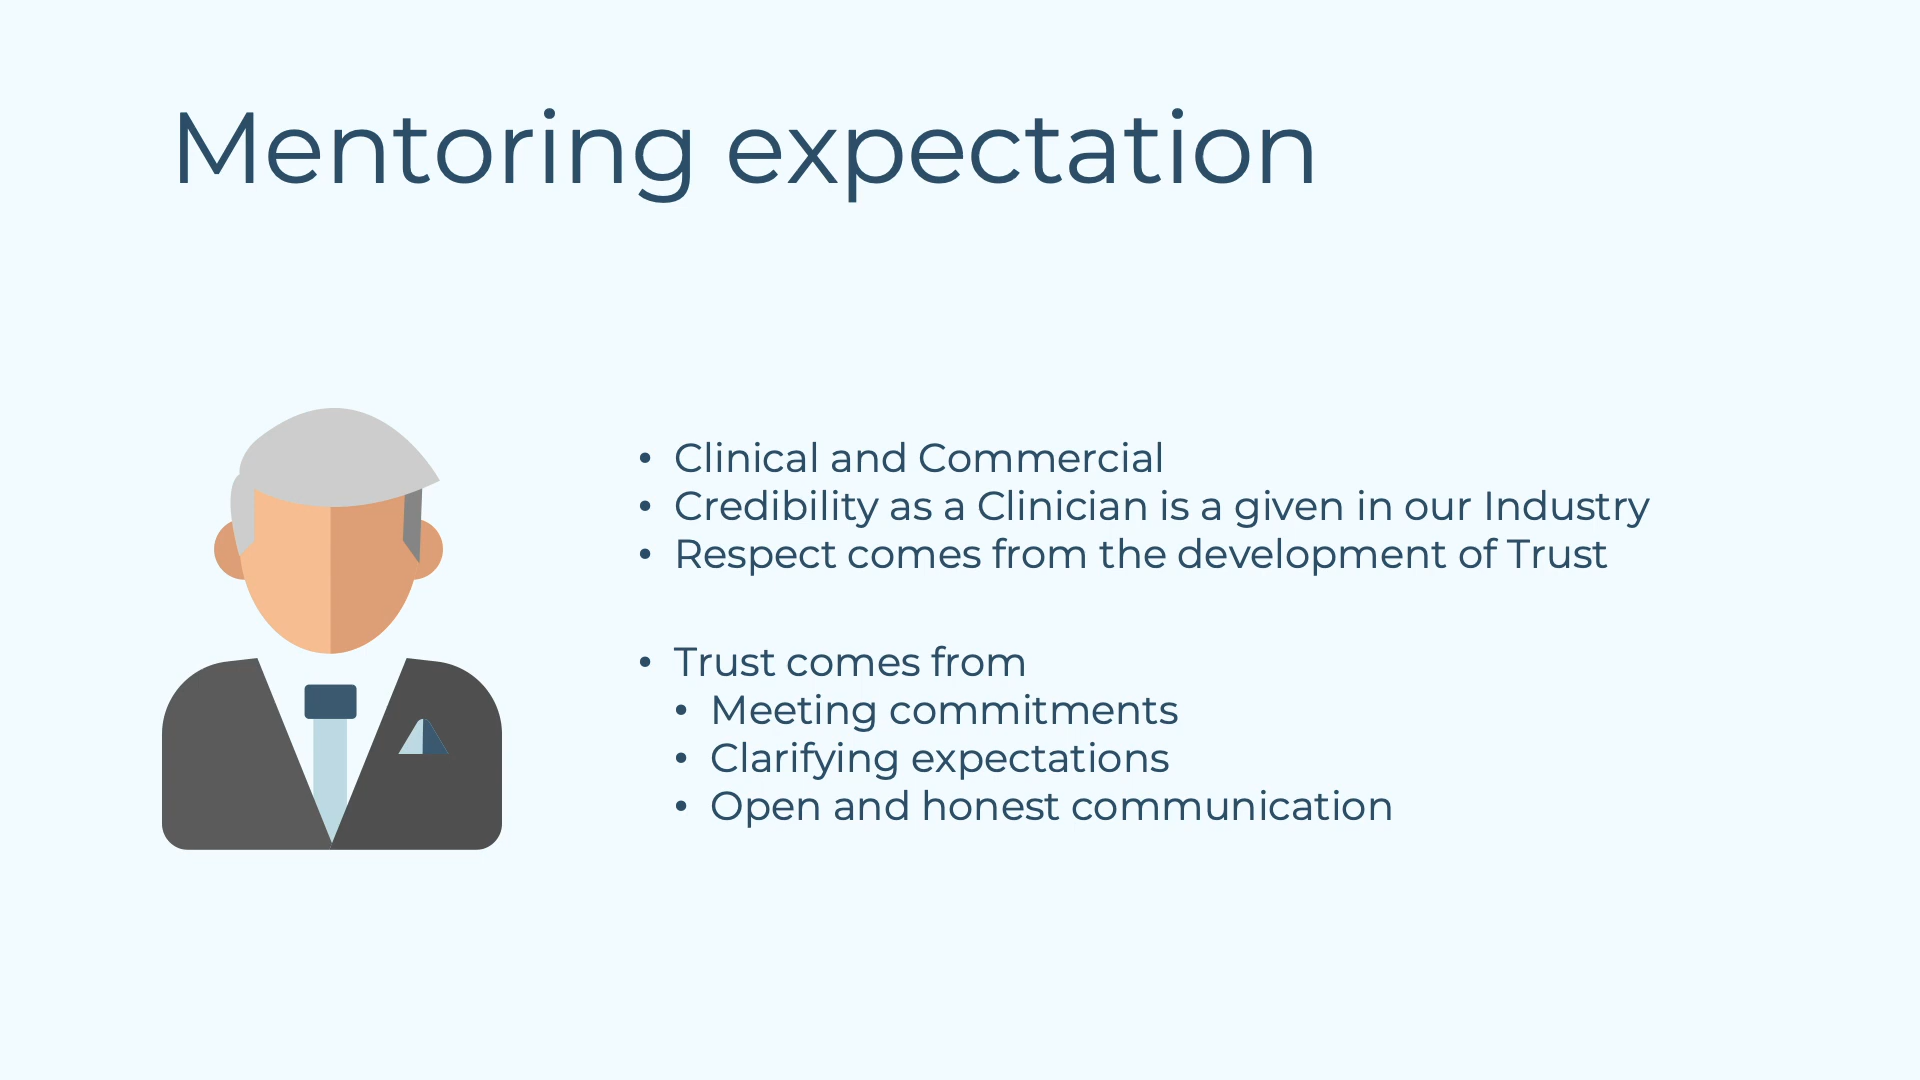 Mentoring expectation
• Clinical and Commercial
• Credibility as a Clinician is a given in our Industry
• Respect comes from the development of Trust
• Trust comes from
• Meeting commitments
• Clarifying expectations
• Open and honest communication